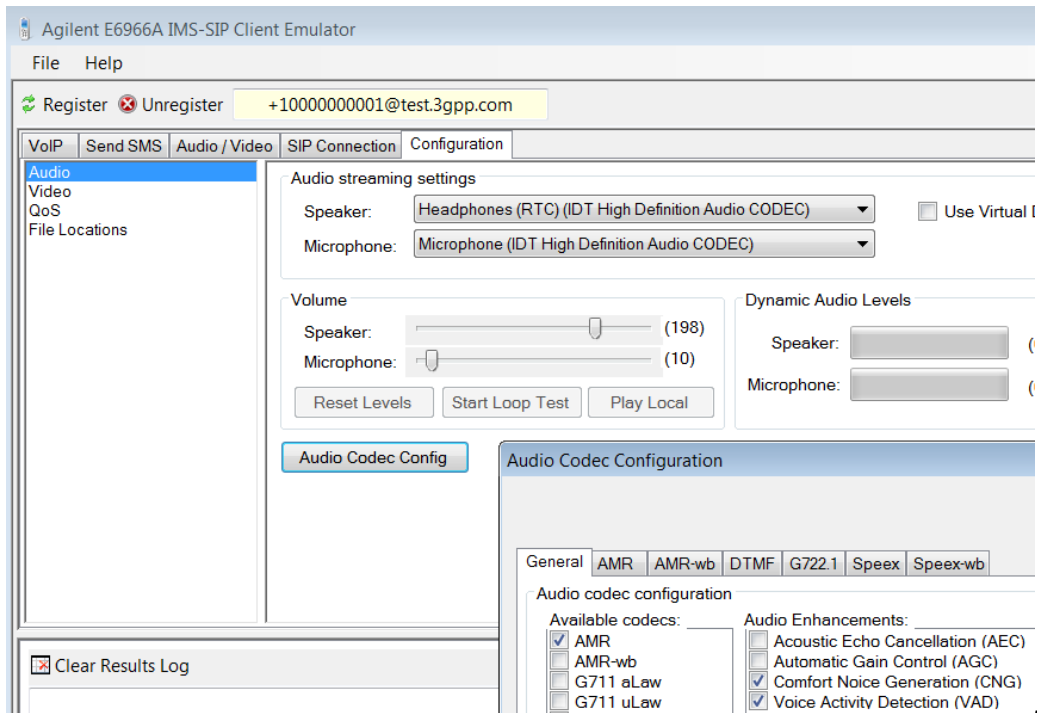 Agilent E6966A IMS-SIP Client Emulator
File Help
Register Unregister +10000000001@test.3gpp.com
VoIP Send SMS Audio / Video SIP Connection Configuration
Audio
Video
QoS
File Locations
Audio streaming settings
Speaker: Headphones (RTC) (IDT High Definition Audio CODEC) Use Virtual
Microphone: Microphone (IDT High Definition Audio CODEC)
Volume
Speaker: (198)
Microphone: (10)
Reset Levels Start Loop Test Play Local
Dynamic Audio Levels
Speaker: (
Microphone: (
Audio Codec Config
Audio Codec Configuration
General AMR AMR-wb DTMF G722.1 Speex Speex-wb
Audio codec configuration
Available codecs:
AMR
AMR-wb
G711 aLaw
G711 uLaw
Audio Enhancements:
Acoustic Echo Cancellation (AEC)
Automatic Gain Control (AGC)
Comfort Noice Generation (CNG)
Voice Activity Detection (VAD)
Clear Results Log